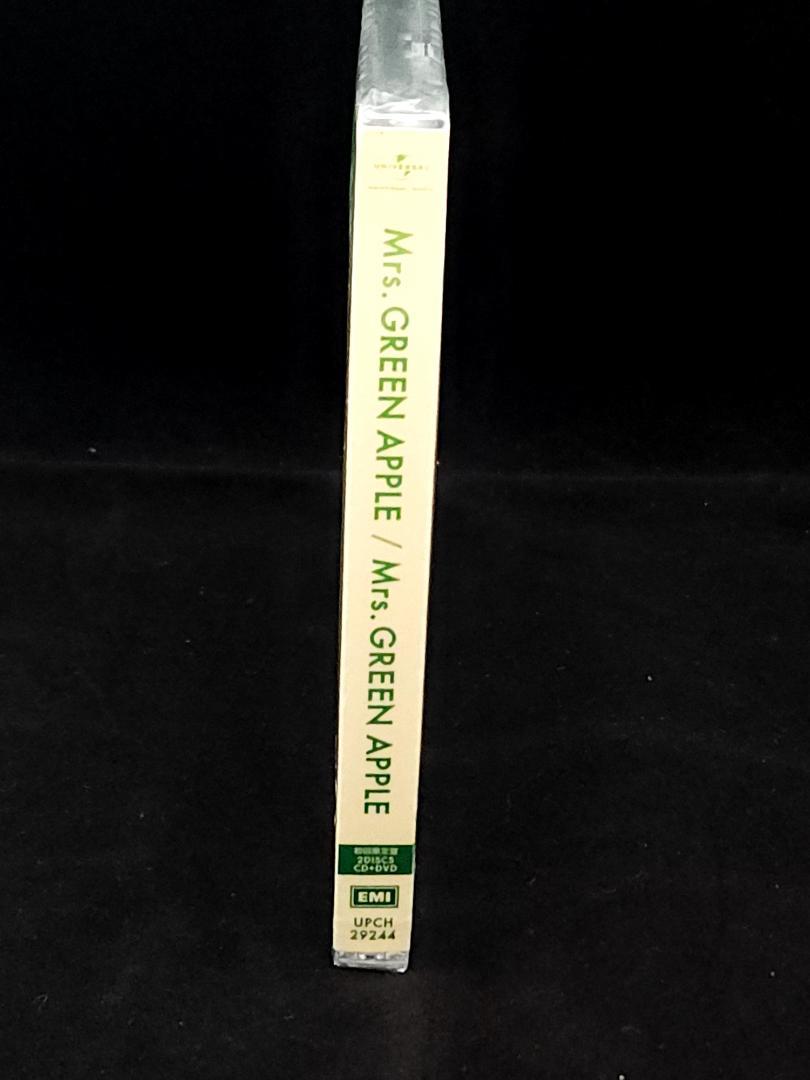 UNIVERSAL
Mrs. GREEN APPLE / Mrs. GREEN APPLE
初回限定盤
2DISCS
CD+DVD
EMI
UPCH
29244